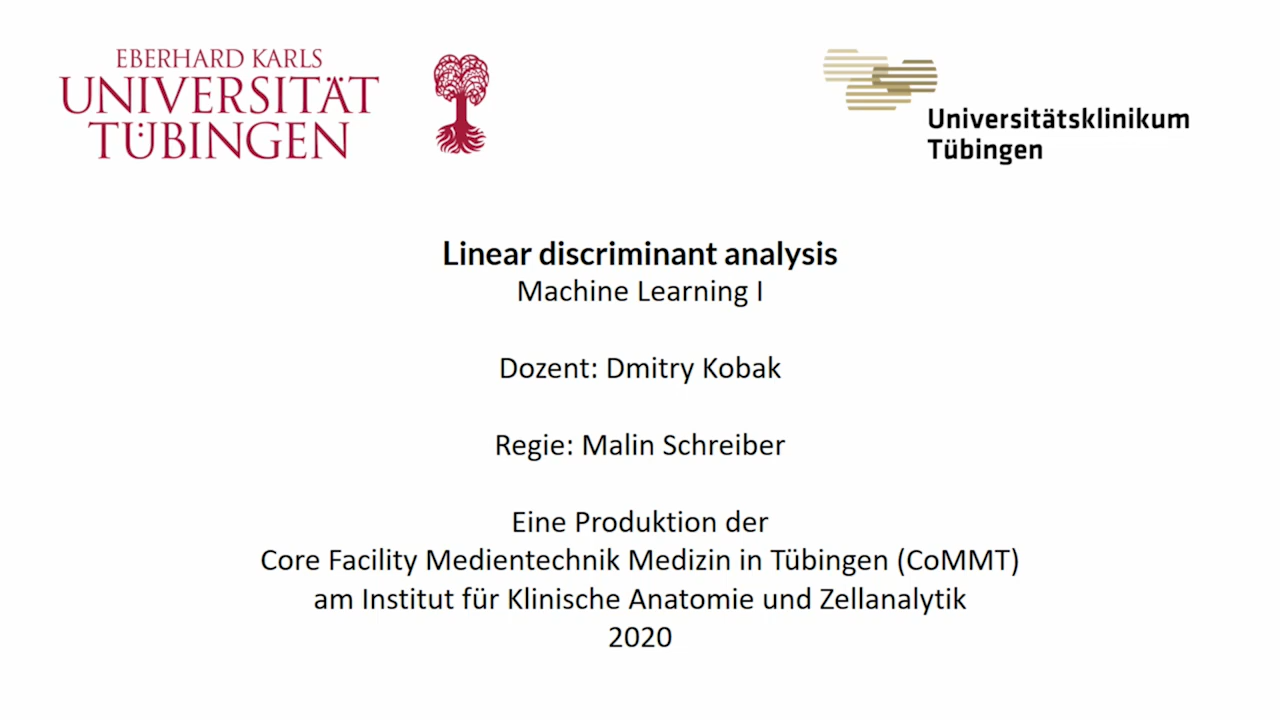 EBERHARD KARLS
UNIVERSITÄT
TÜBINGEN
Universitätsklinikum
Tübingen
Linear discriminant analysis
Machine Learning I
Dozent: Dmitry Kobak
Regie: Malin Schreiber
Eine Produktion der
Core Facility Medientechnik Medizin in Tübingen (CoMMT)
am Institut für Klinische Anatomie und Zellanalytik
2020